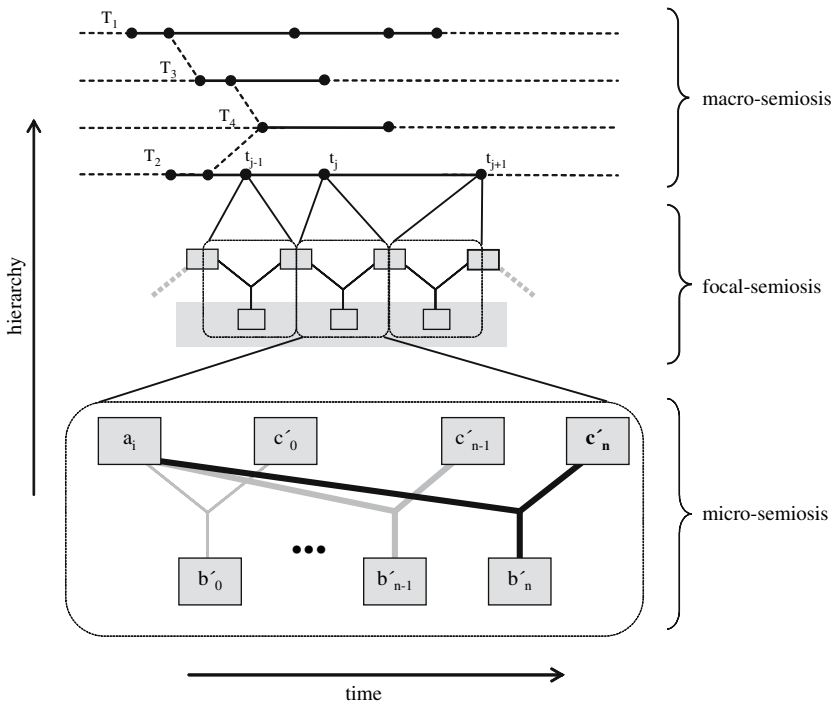 T1
T3
macro-semiosis
T4
T2 tj-1 tj tj+1
hierarchy
focal-semiosis
ai c´0 c´n-1 c´n
micro-semiosis
b´0 ••• b´n-1 b´n
time